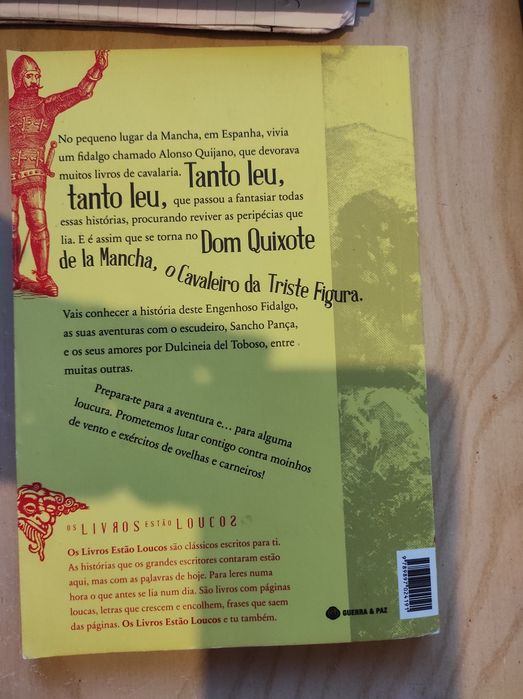 No pequeno lugar da Mancha, em Espanha, vivia
um fidalgo chamado Alonso Quijano, que devorava
muitos livros de cavalaria. Tanto leu,
tanto leu, que passou a fantasiar todas
essas histórias, procurando reviver as peripécias que
lia. E é assim que se torna no Dom Quixote
de la Mancha, o Cavaleiro da Triste Figura.
Vais conhecer a história deste Engenhoso Fidalgo,
as suas aventuras com o escudeiro, Sancho Pança,
e os seus amores por Dulcineia del Toboso, entre
muitas outras.
Prepara-te para a aventura e... para alguma
loucura. Prometemos lutar contigo contra moinhos
de vento e exércitos de ovelhas e carneiros!
OS LIVROS ESTÃO LOUCOS
Os Livros Estão Loucos são clássicos escritos para ti.
As histórias que os grandes escritores contaram estão
aqui, mas com as palavras de hoje. Para leres numa
hora o que antes se lia num dia. São livros com páginas
loucas, letras que crescem e encolhem, frases que saem
das páginas. Os Livros Estão Loucos e tu também.
GUERRA & PAZ
9789897024191